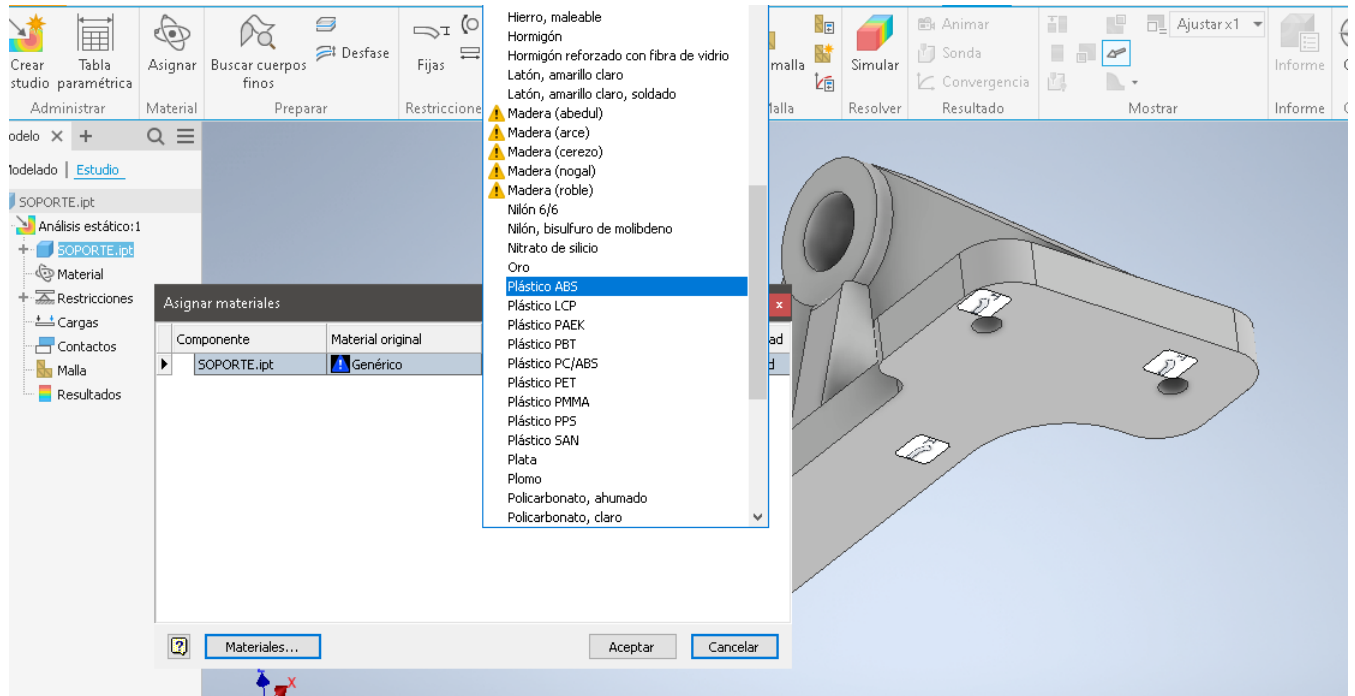 Crear estudio
Tabla paramétrica
Asignar
Buscar cuerpos finos
Desfase
Fijas
malla
Simular
Animar
Sonda
Convergencia
Ajustar x1
Informe
Administrar
Material
Preparar
Restriccione
Resolver
Resultado
Mostrar
Informe
Estudio
SOPORTE.ipt
Análisis estático:1
SOPORTE.ipt
Material
Restricciones
Cargas
Contactos
Malla
Resultados
Asignar materiales
x
Componente
Material original
ad
SOPORTE.ipt
Genérico
Hierro, maleable
Hormigón
Hormigón reforzado con fibra de vidrio
Latón, amarillo claro
Latón, amarillo claro, soldado
Madera (abedul)
Madera (arce)
Madera (cerezo)
Madera (nogal)
Madera (roble)
Nilón 6/6
Nilón, bisulfuro de molibdeno
Nitrato de silicio
Oro
Plástico ABS
Plástico LCP
Plástico PAEK
Plástico PBT
Plástico PC/ABS
Plástico PET
Plástico PMMA
Plástico PPS
Plástico SAN
Plata
Plomo
Policarbonato, ahumado
Policarbonato, claro
Materiales...
Aceptar
Cancelar
X